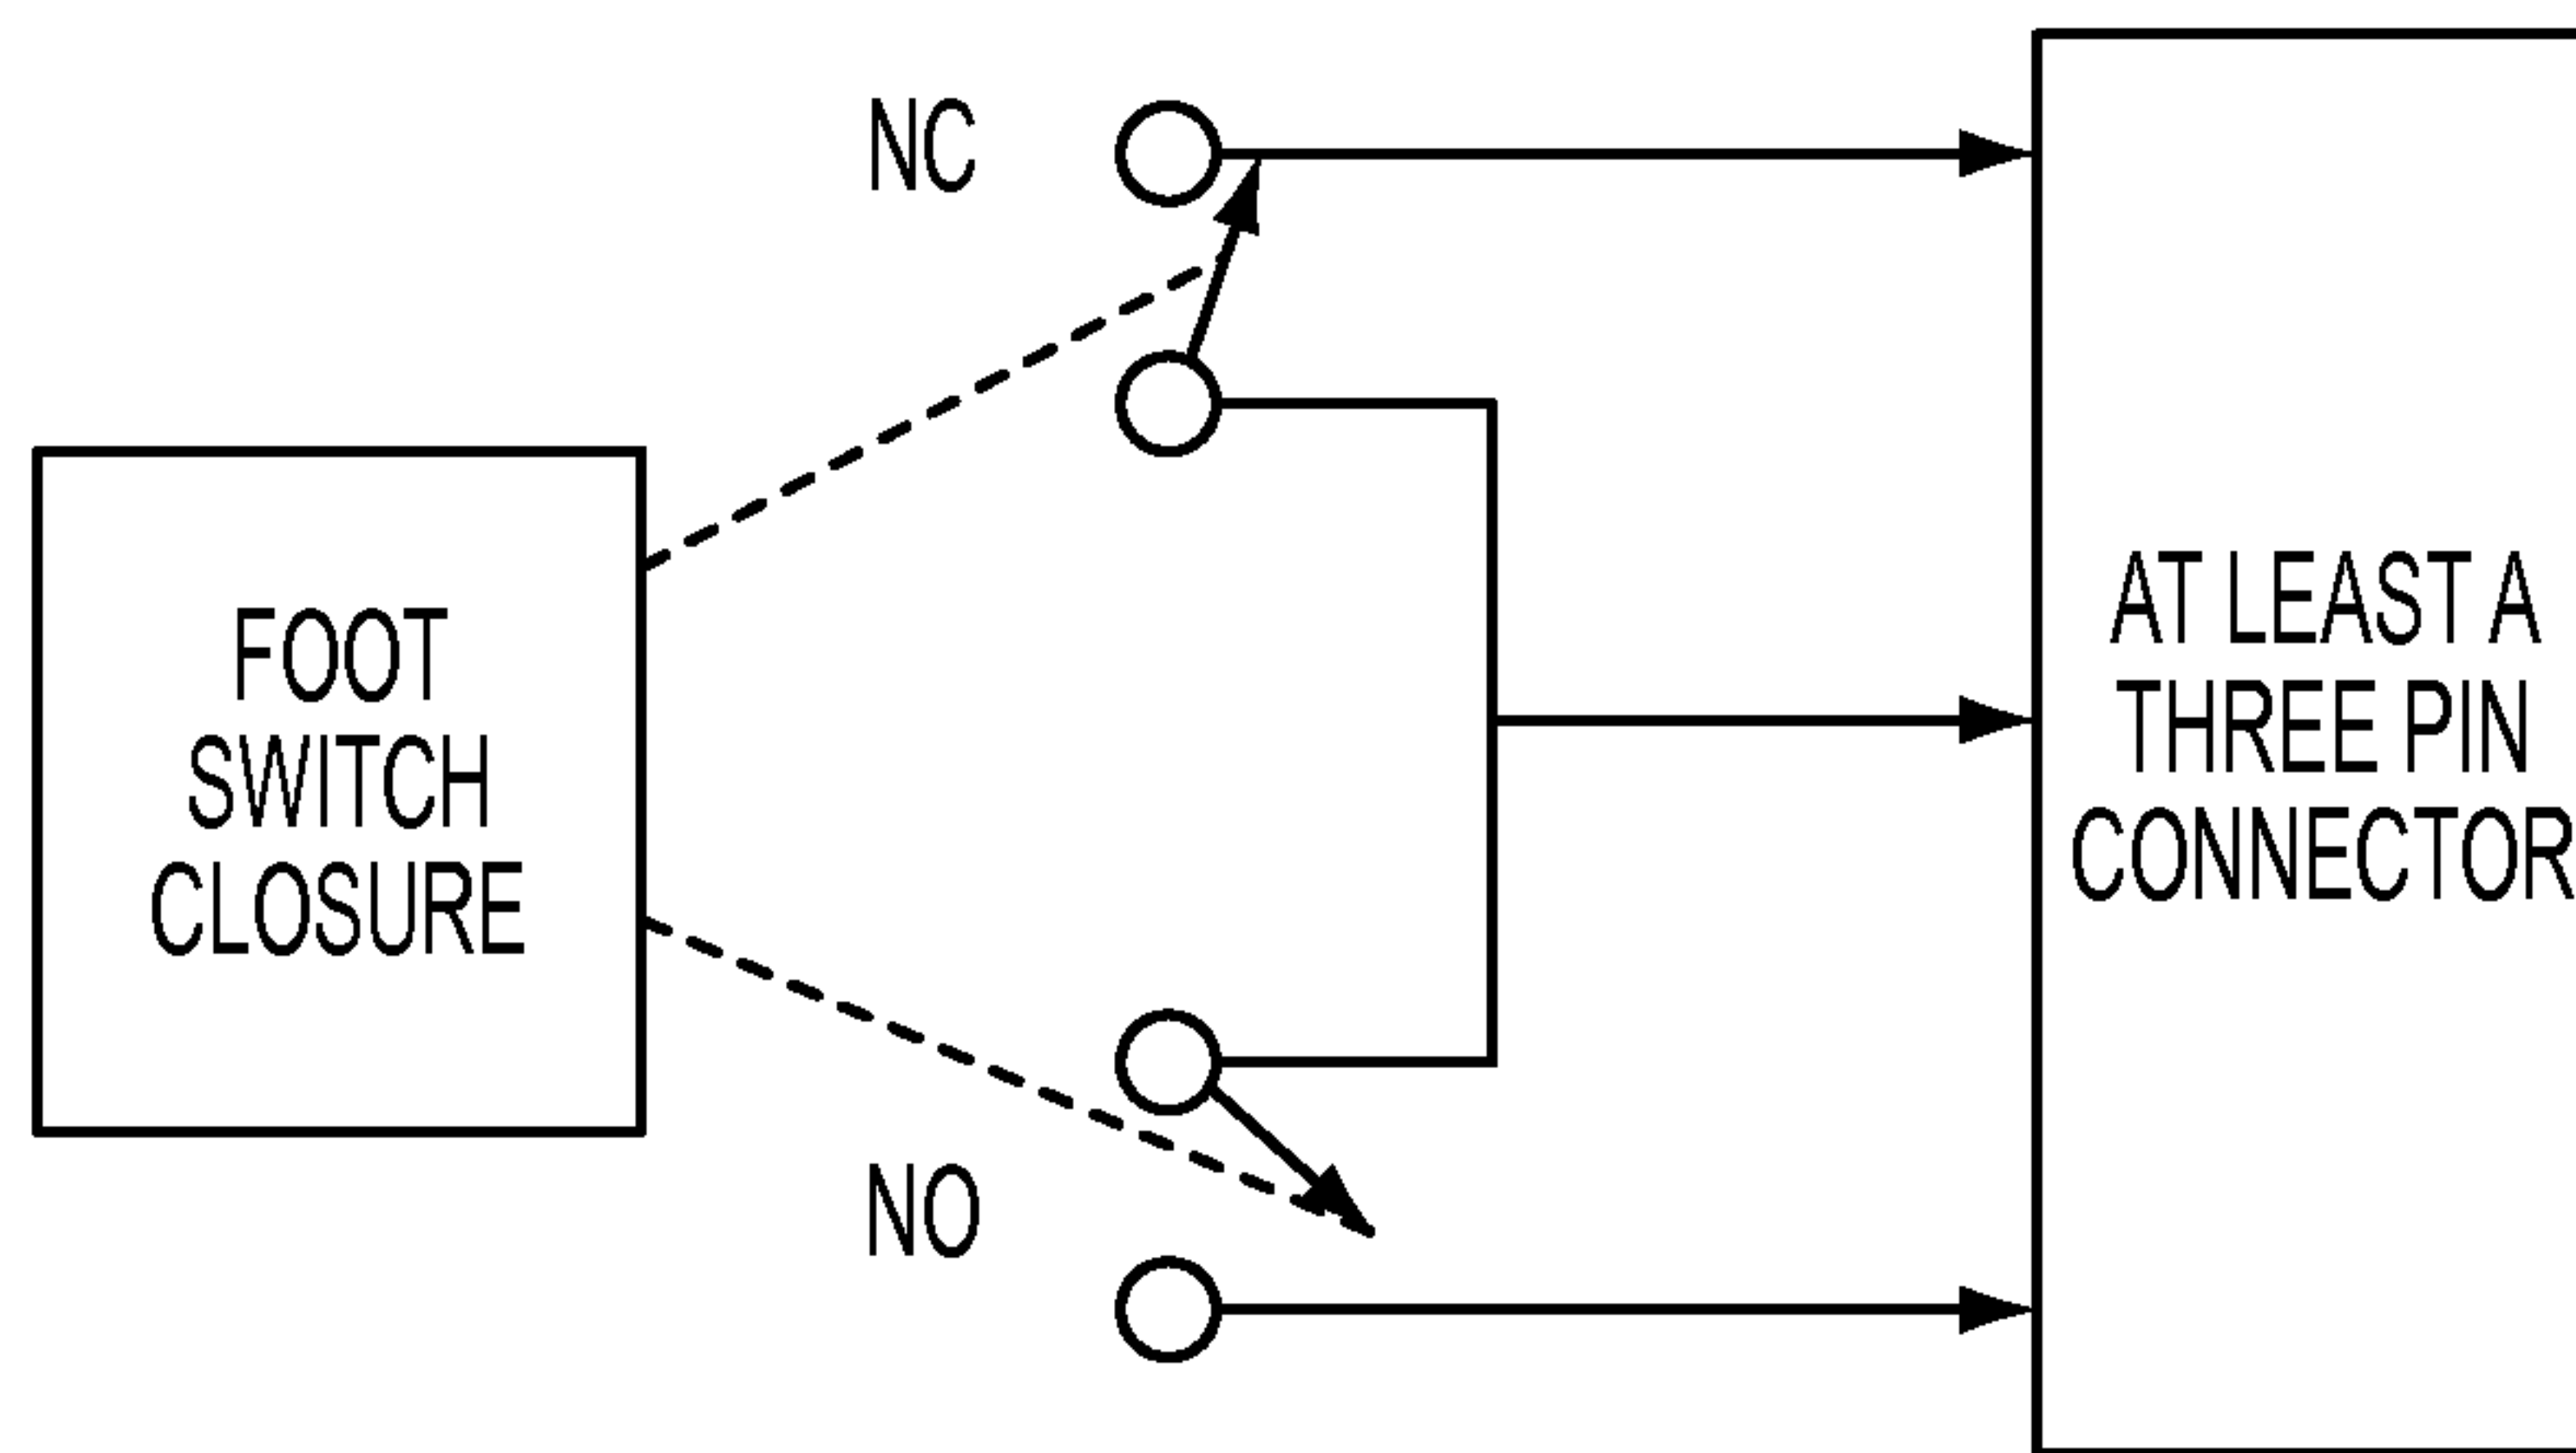 NC
FOOT
SWITCH
CLOSURE
NO
AT LEAST A
THREE PIN
CONNECTOR